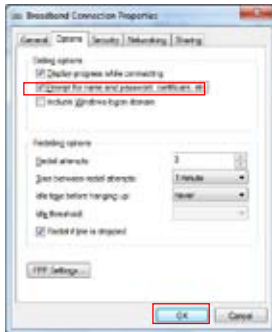 Broadband Connection Properties
General Options Security Networking Sharing
Dialing options
Display progress while connecting
Prompt for name and password, certificate, etc.
Include Windows logon domain
Redialing options
Redial attempts: 3
Time between redial attempts: 1 minute
Idle time before hanging up: never
Idle threshold:
Redial if line is dropped
PPP Settings...
OK Cancel